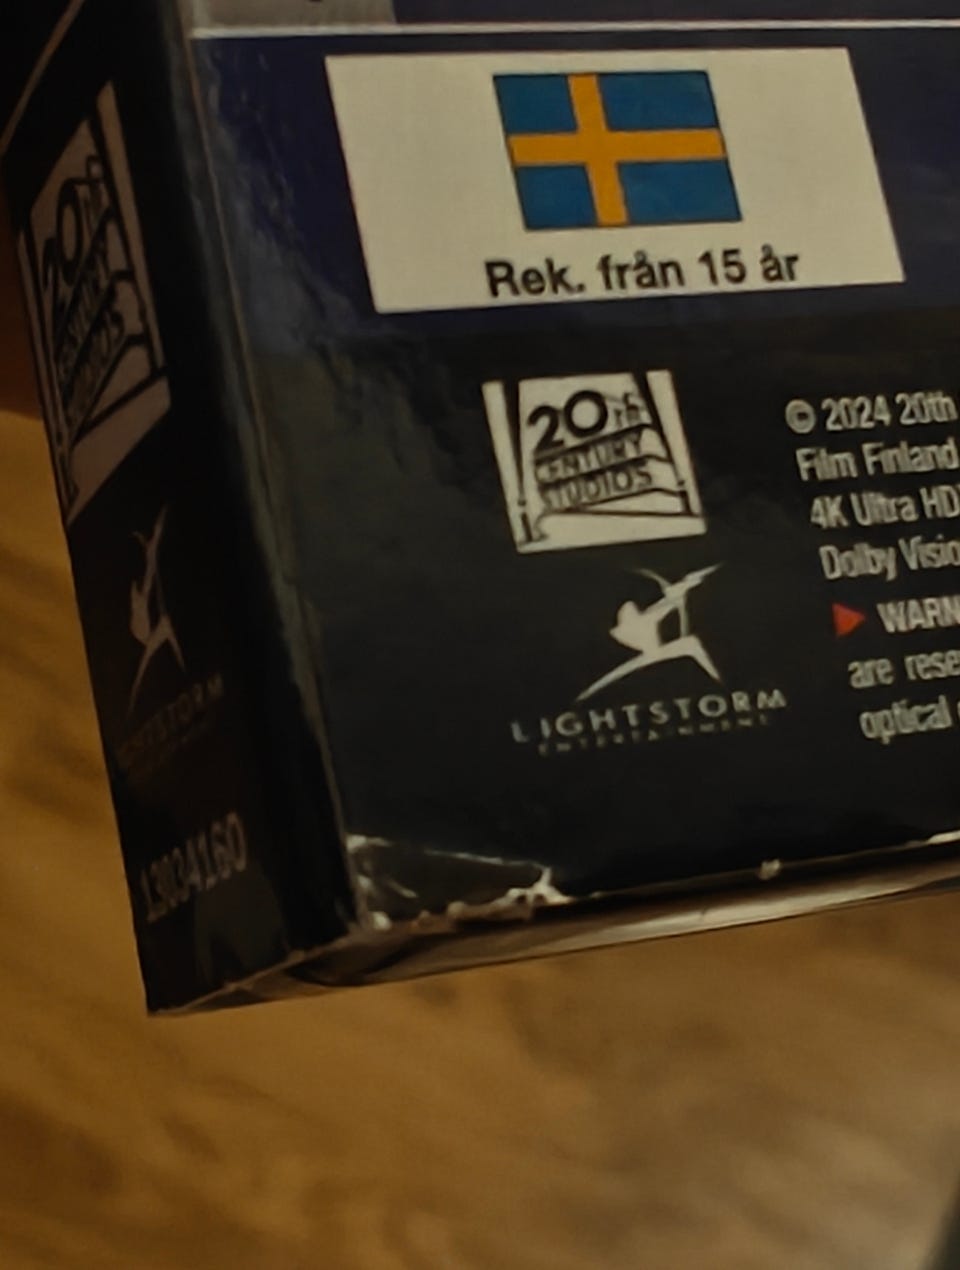 Rek. från 15 år
20th
CENTURY
STUDIOS
LIGHTSTORM
ENTERTAINMENT
© 2024 20th
Film Finland
4K Ultra HD
Dolby Visio
WARN
are rese
optical
20th
CENTURY
STUDIOS
LIGHTSTORM